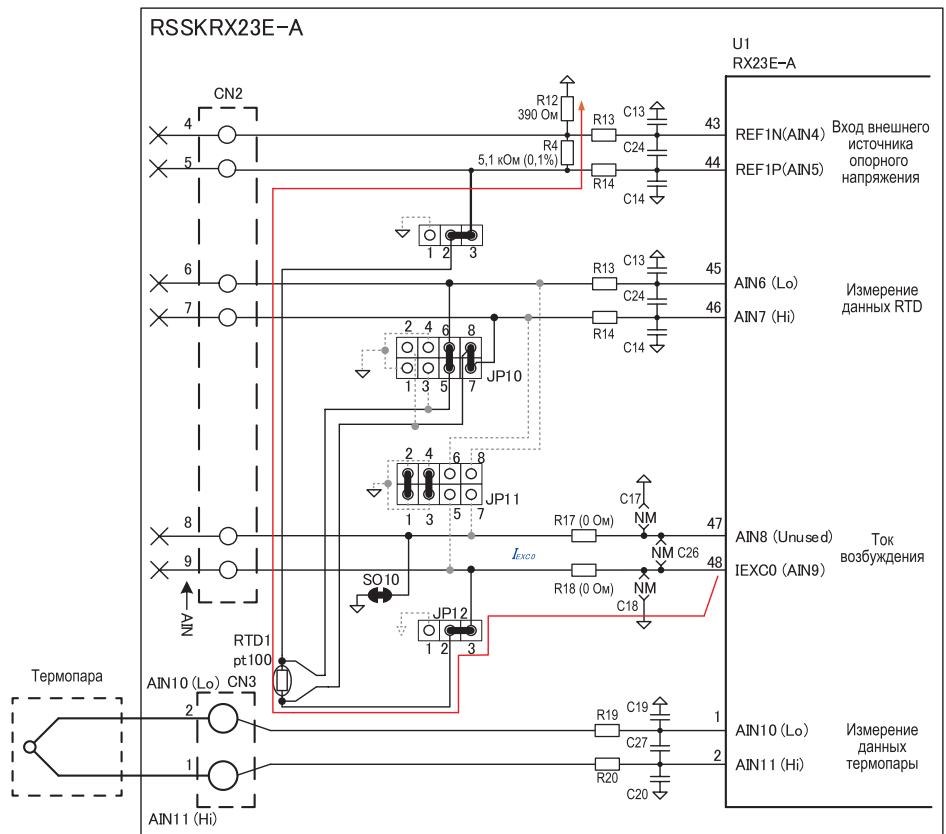 RSSKRX23E-A
U1
RX23E-A
CN2
R12
390 Ом
R13
C13
43
REF1N(AIN4)
Вход внешнего
источника
опорного
напряжения
4
R4
5,1 кОм (0,1%)
C24
5
R14
C14
44
REF1P(AIN5)
1 2 3
6
R13
C13
45
AIN6 (Lo)
Измерение
данных RTD
C24
7
R14
C14
46
AIN7 (Hi)
2 4 6 8
JP10
1 3 5 7
2 4 6 8
JP11
1 3 5 7
8
R17 (0 Ом)
C17
NM
47
AIN8 (Unused)
Ток
возбуждения
NM C26
9
IEXC0
R18 (0 Ом)
NM
C18
48
IEXC0 (AIN9)
AIN
SO10
JP12
1 2 3
RTD1
pt100
Термопара
AIN10 (Lo) CN3
2
R19
C19
1
AIN10 (Lo)
Измерение
данных
термопары
C27
1
R20
C20
2
AIN11 (Hi)
AIN11 (Hi)